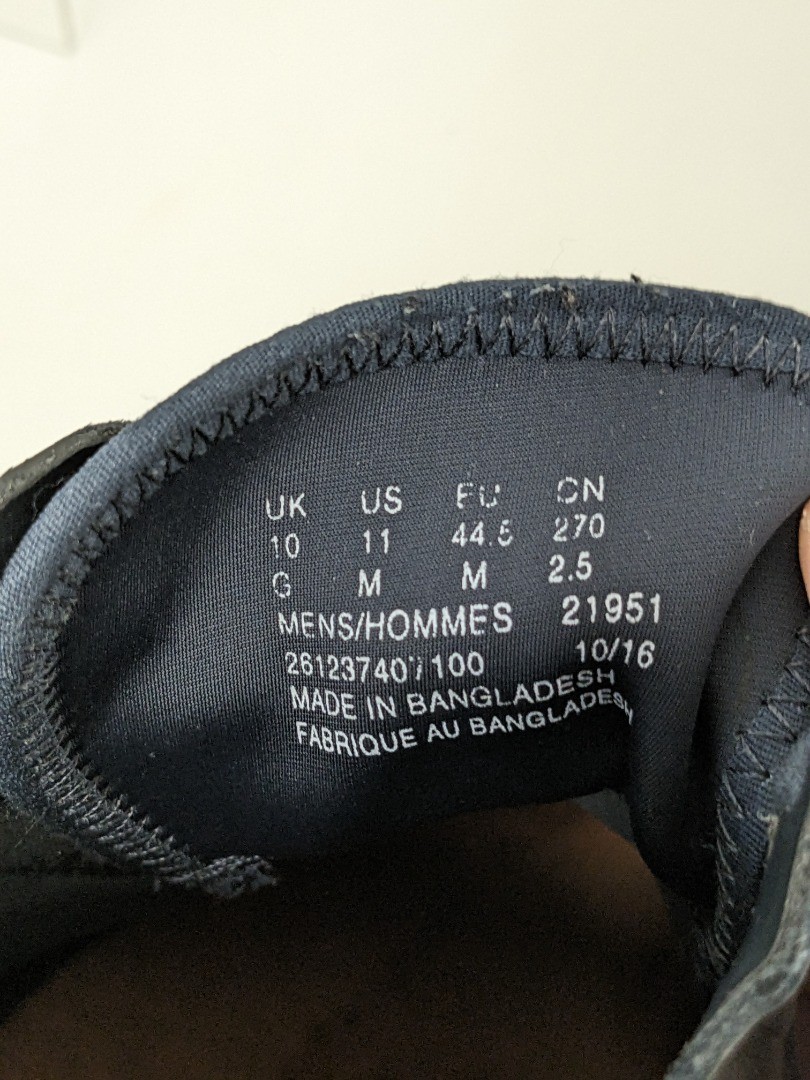 UK US EU CN
10 11 44.5 270
G M M 2.5
MENS/HOMMES 21951
261237407100 10/16
MADE IN BANGLADESH
FABRIQUE AU BANGLADESH